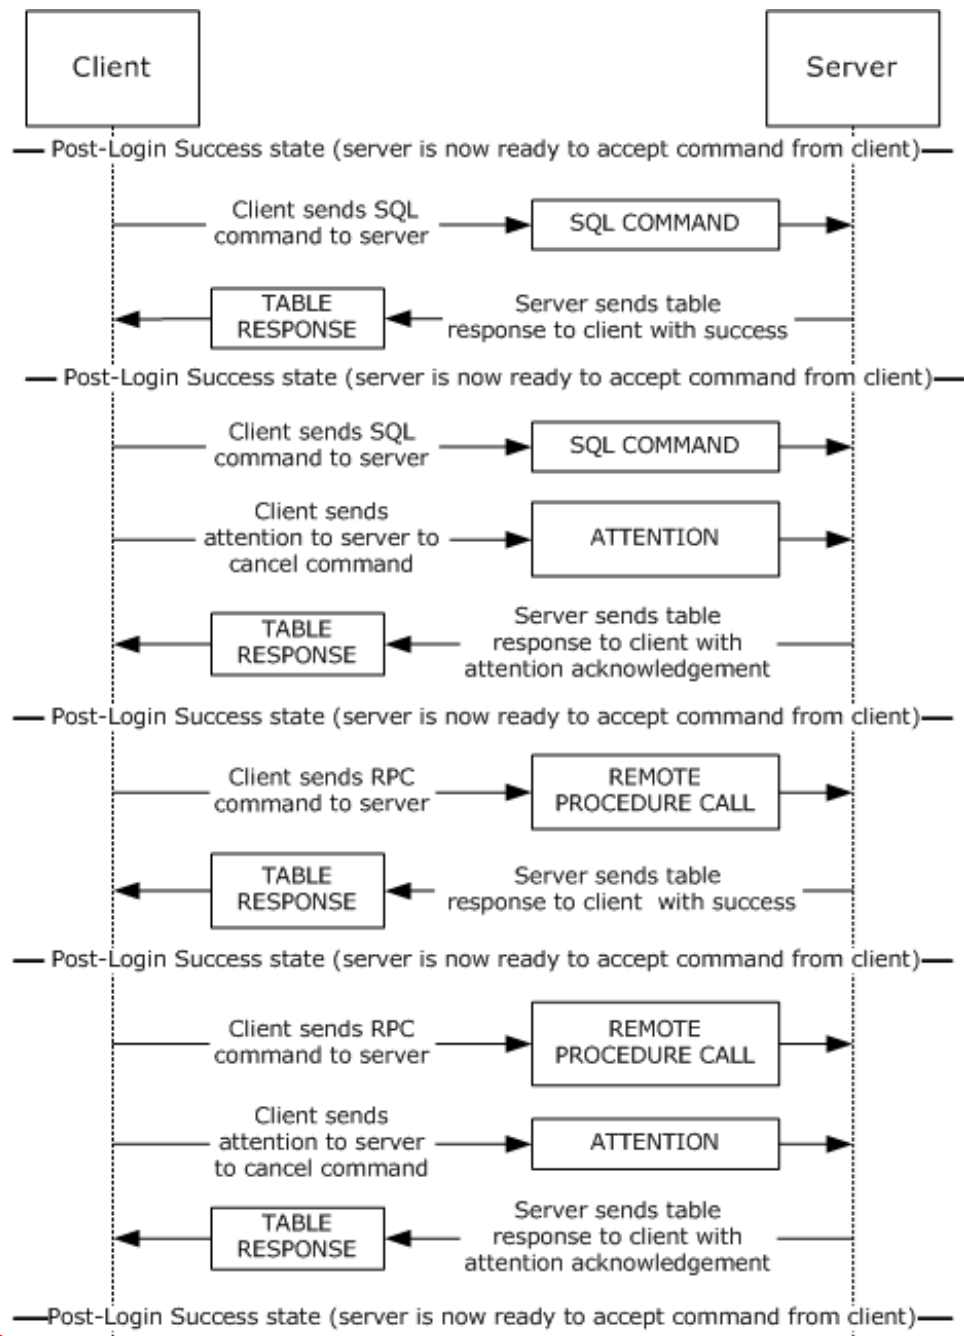 Client
Server
Post-Login Success state (server is now ready to accept command from client)
Client sends SQL
command to server
SQL COMMAND
TABLE
RESPONSE
Server sends table
response to client with success
Post-Login Success state (server is now ready to accept command from client)
Client sends SQL
command to server
SQL COMMAND
Client sends
attention to server to
cancel command
ATTENTION
TABLE
RESPONSE
Server sends table
response to client with
attention acknowledgement
Post-Login Success state (server is now ready to accept command from client)
Client sends RPC
command to server
REMOTE
PROCEDURE CALL
TABLE
RESPONSE
Server sends table
response to client with success
Post-Login Success state (server is now ready to accept command from client)
Client sends RPC
command to server
REMOTE
PROCEDURE CALL
Client sends
attention to server
to cancel command
ATTENTION
TABLE
RESPONSE
Server sends table
response to client with
attention acknowledgement
Post-Login Success state (server is now ready to accept command from client)